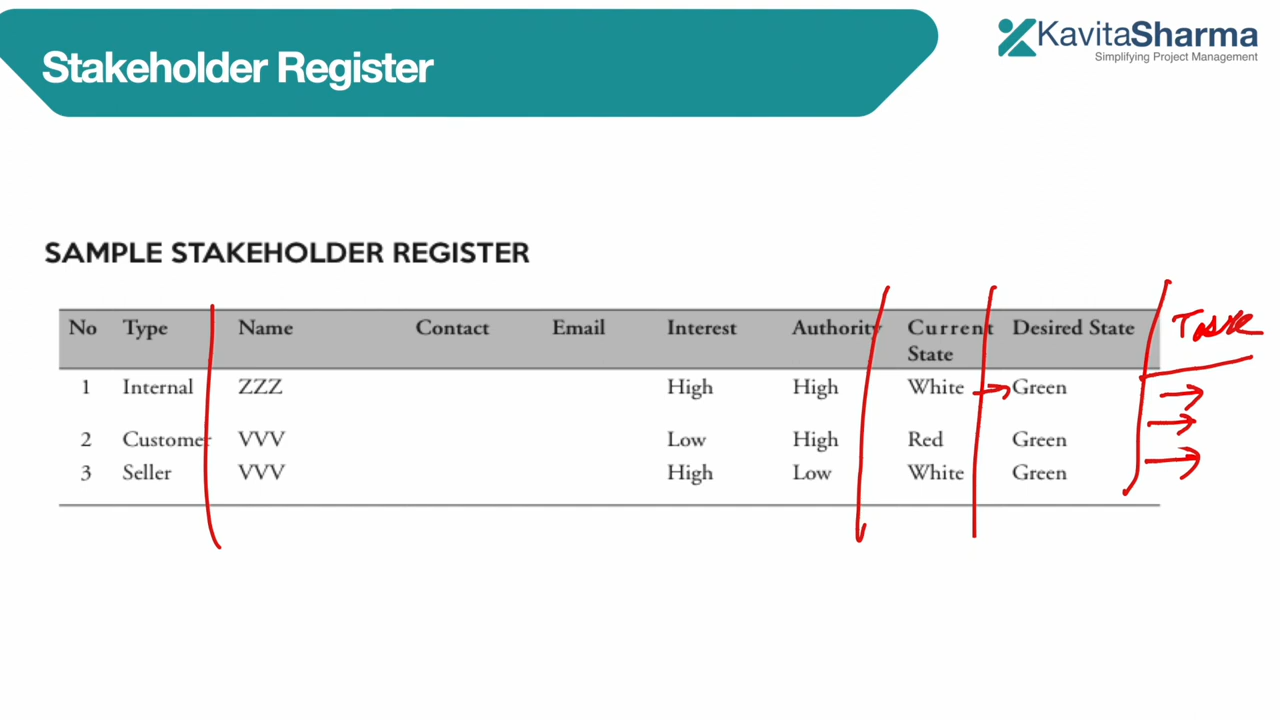 Stakeholder Register
KavitaSharma
Simplifying Project Management
SAMPLE STAKEHOLDER REGISTER
No Type Name Contact Email Interest Authority Current State Desired State Task
1 Internal ZZZ High High White Green
2 Customer VVV Low High Red Green
3 Seller VVV High Low White Green